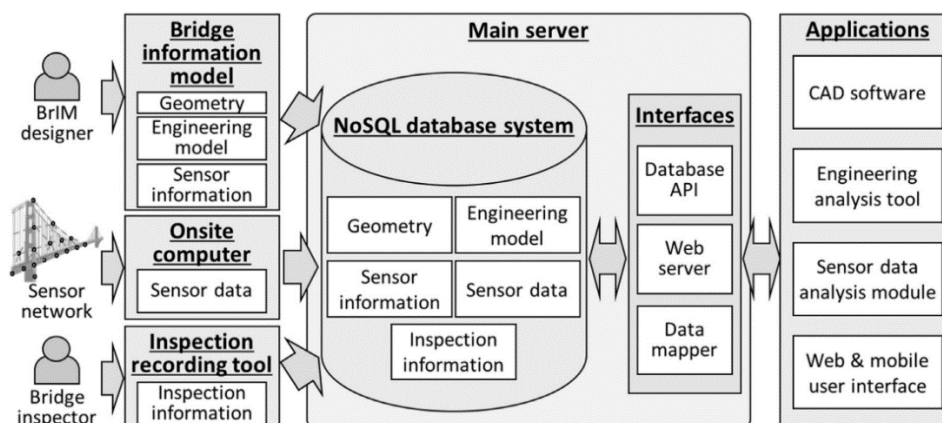 BrIM
designer
Sensor
network
Bridge
inspector
Bridge
information
model
Geometry
Engineering
model
Sensor
information
Onsite
computer
Sensor data
Inspection
recording tool
Inspection
information
Main server
NoSQL database system
Geometry
Engineering
model
Sensor
information
Sensor data
Inspection
information
Interfaces
Database
API
Web
server
Data
mapper
Applications
CAD software
Engineering
analysis tool
Sensor data
analysis module
Web & mobile
user interface